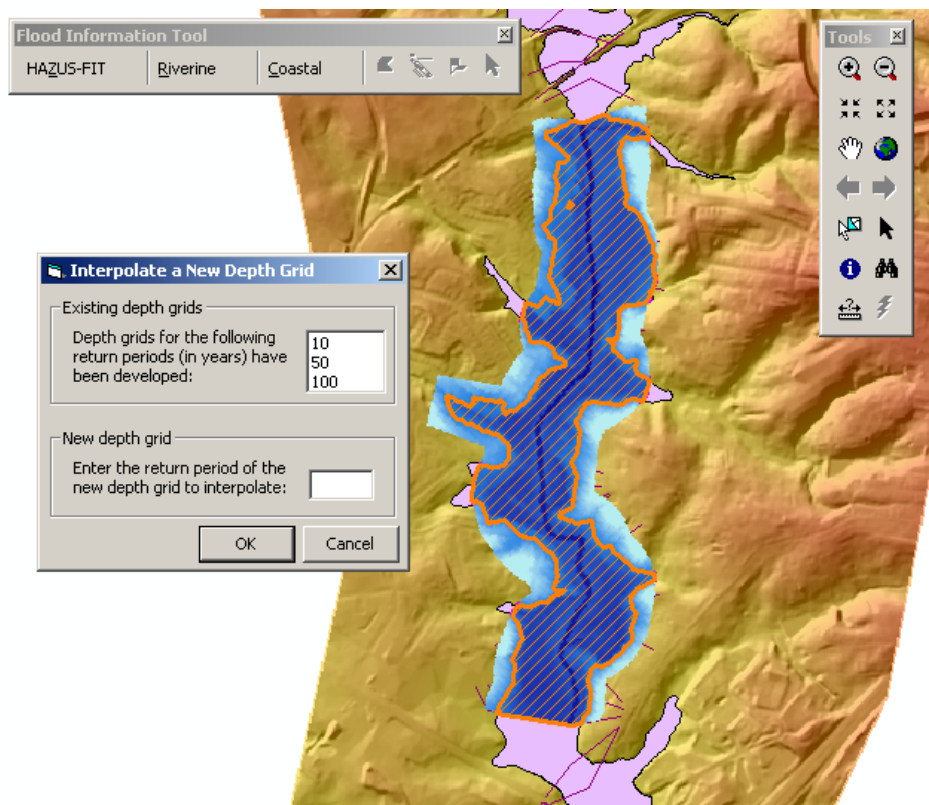 Flood Information Tool
HAZUS-FIT Riverine Coastal
Tools
Interpolate a New Depth Grid
Existing depth grids
Depth grids for the following
return periods (in years) have
been developed:
10
50
100
New depth grid
Enter the return period of the
new depth grid to interpolate:
OK Cancel